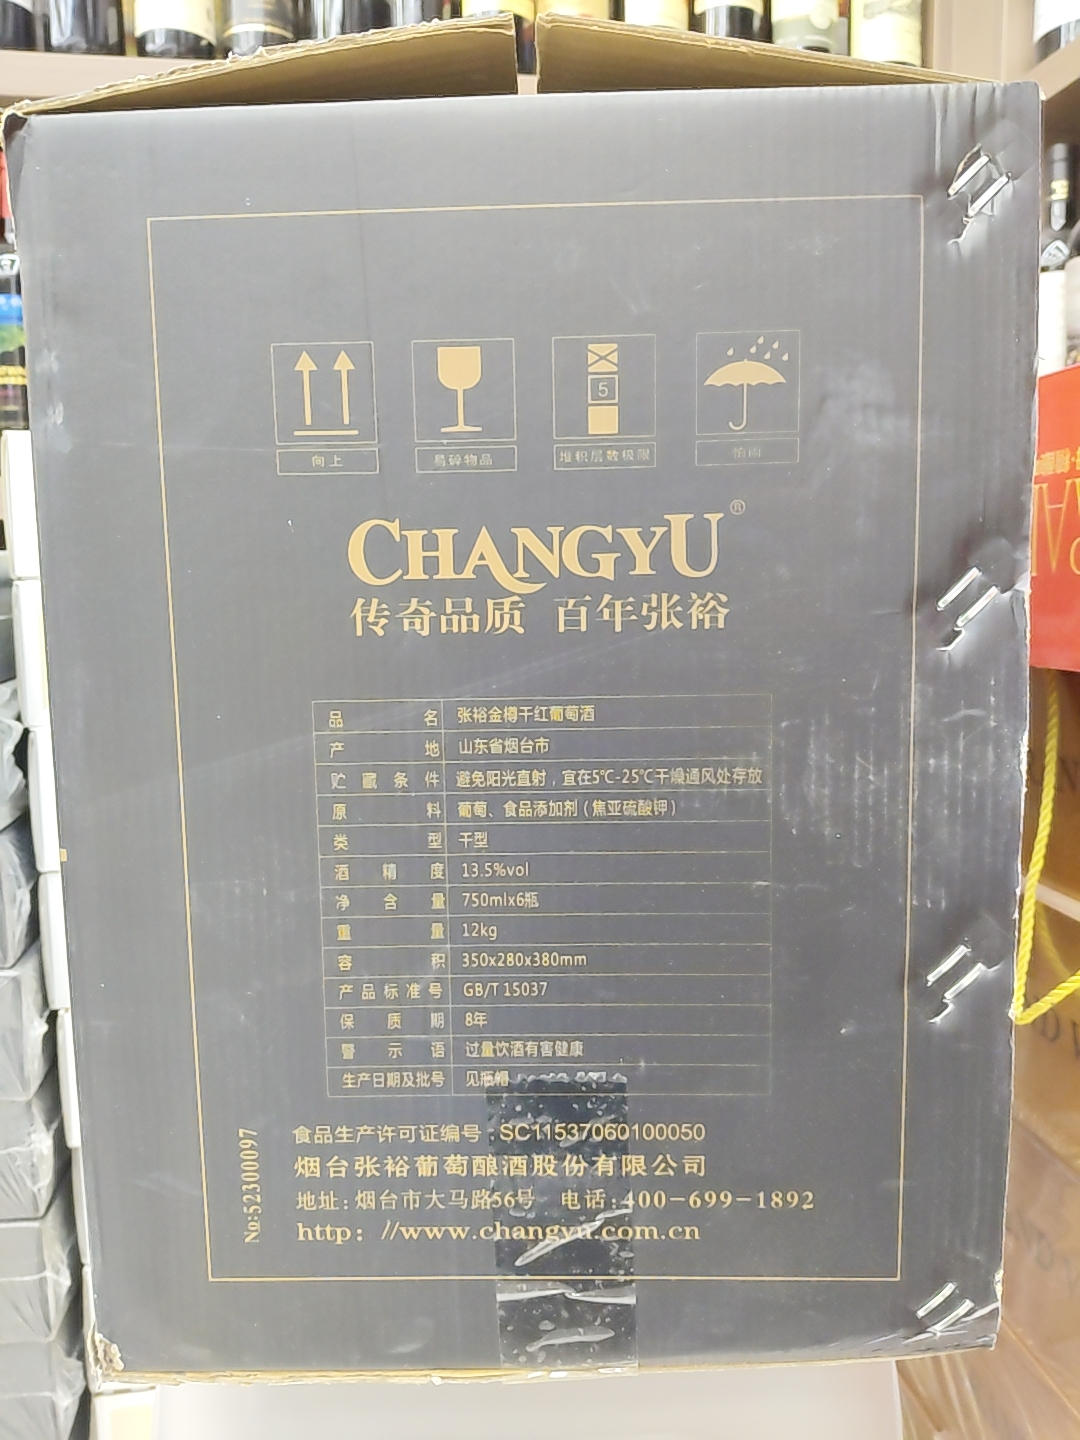 5
向上
易碎物品
堆积层数极限
怕雨
CHANGYU®
传奇品质 百年张裕
品名 张裕金樽干红葡萄酒
产地 山东省烟台市
贮藏条件 避免阳光直射，宜在5℃-25℃干燥通风处存放
原料 葡萄、食品添加剂（焦亚硫酸钾）
类型 干型
酒精度 13.5%vol
净含量 750mlx6瓶
重量 12kg
容积 350x280x380mm
产品标准号 GB/T 15037
保质期 8年
警示语 过量饮酒有害健康
生产日期及批号 见瓶帽
食品生产许可证编号：SC11537060100050
烟台张裕葡萄酿酒股份有限公司
地址：烟台市大马路56号 电话：400-699-1892
http：//www.changyu.com.cn
No:52300097